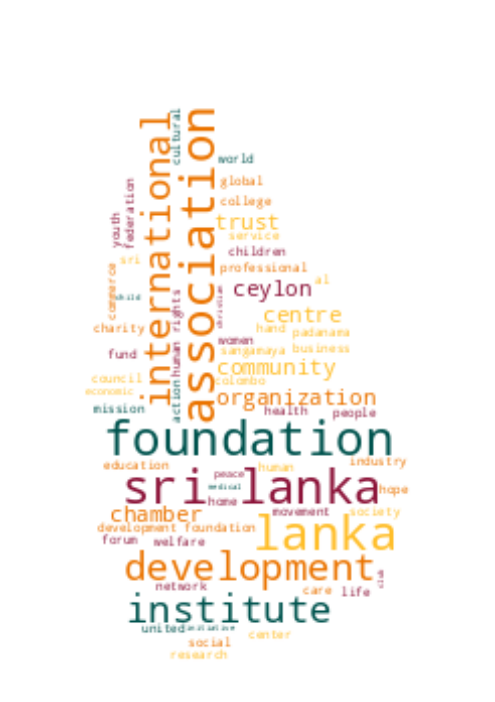 cultural
international
association
world
global
college
trust
service
youth
federation
children
professional
sri
al
commerce
ceylon
child
human rights
christian
centre
charity
hand
padanama
women
fund
sangamaya
business
community
council
colombo
economic
organization
mission
action
health
people
foundation
education
industry
peace
human
sri lanka
medical
hope
home
chamber
movement
society
development foundation
lanka
forum
welfare
development
club
network
care
life
institute
united
initiative
center
social
research